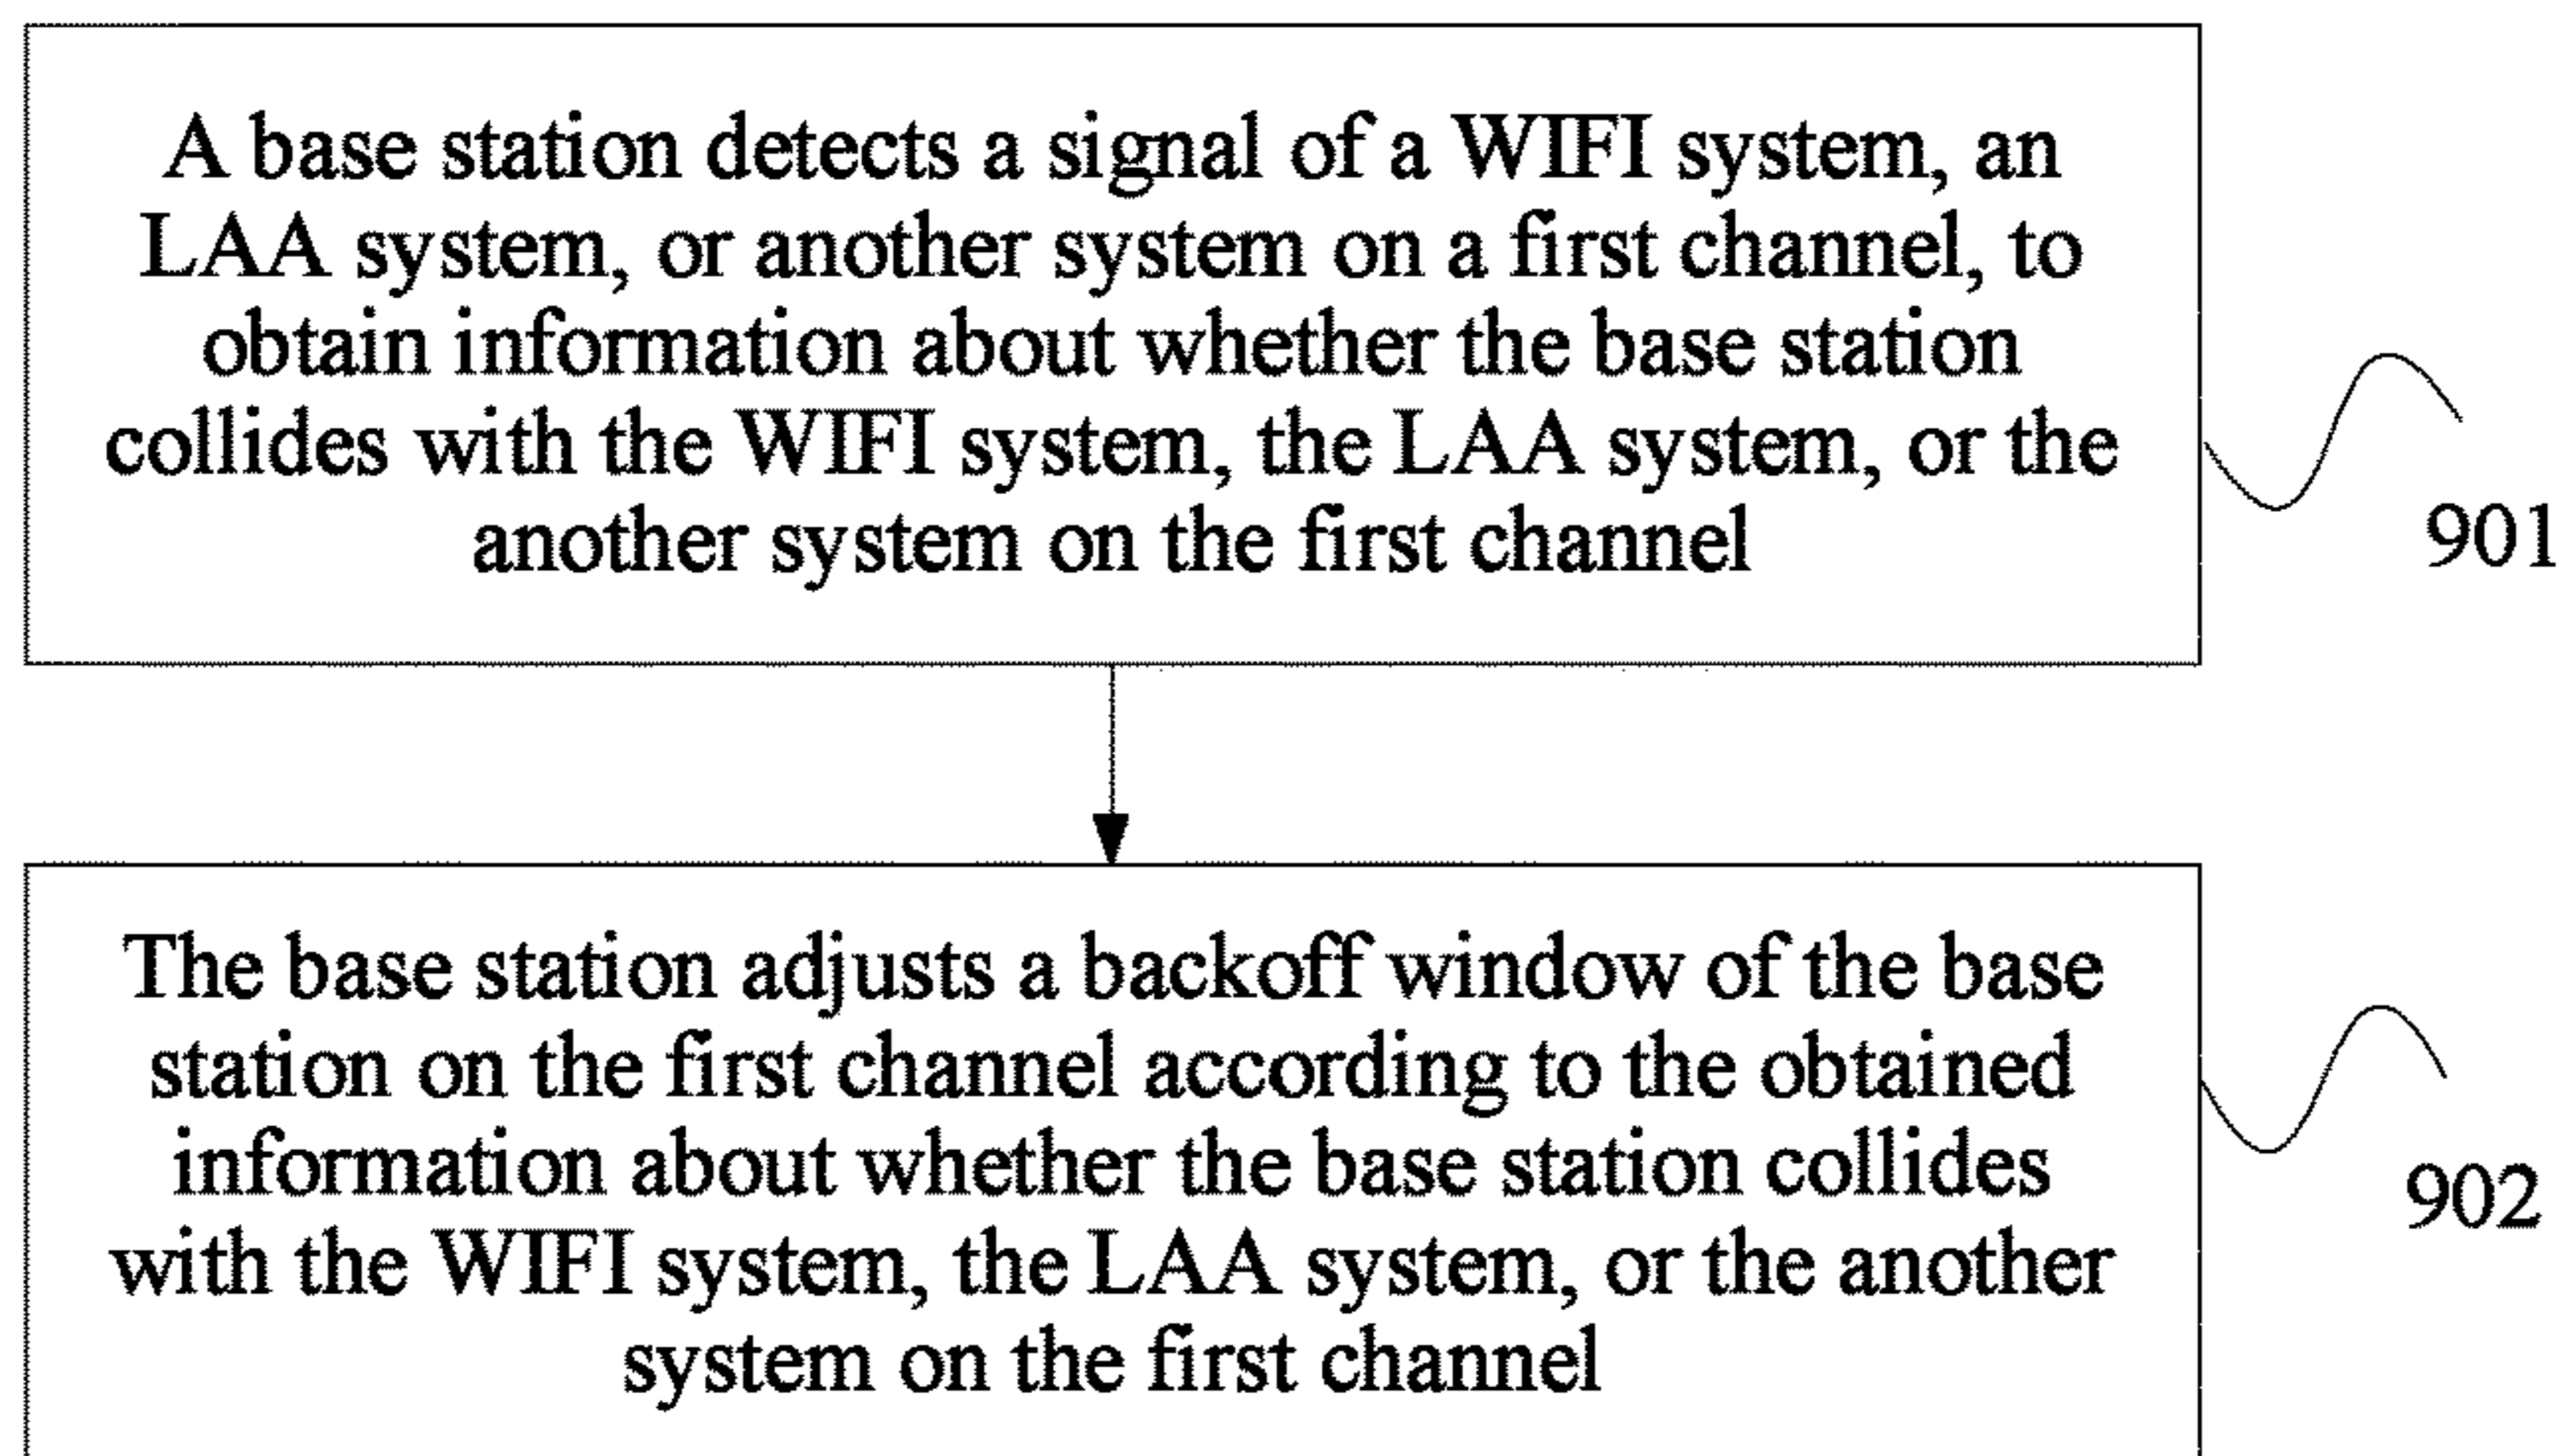 A base station detects a signal of a WIFI system, an
LAA system, or another system on a first channel, to
obtain information about whether the base station
collides with the WIFI system, the LAA system, or the
another system on the first channel
901
The base station adjusts a backoff window of the base
station on the first channel according to the obtained
information about whether the base station collides
with the WIFI system, the LAA system, or the another
system on the first channel
902